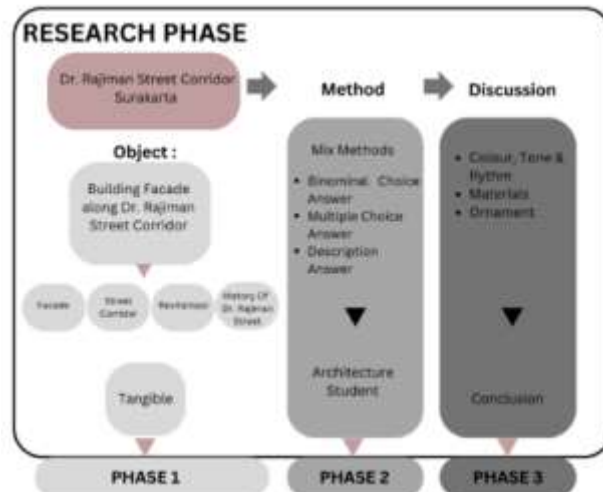 RESEARCH PHASE
Dr. Rajiman Street Corridor
Surakarta
Method
Discussion
Object :
Building Facade
along Dr. Rajiman
Street Corridor
Facade
Street
Corridor
Revitalisasi
History Of
Dr. Rajiman
Street
Tangible
Mix Methods
• Binominal Choice
Answer
• Multiple Choice
Answer
• Description
Answer
Architecture
Student
• Colour, Tone &
Rythm
• Materials
• Ornament
Conclusion
PHASE 1
PHASE 2
PHASE 3